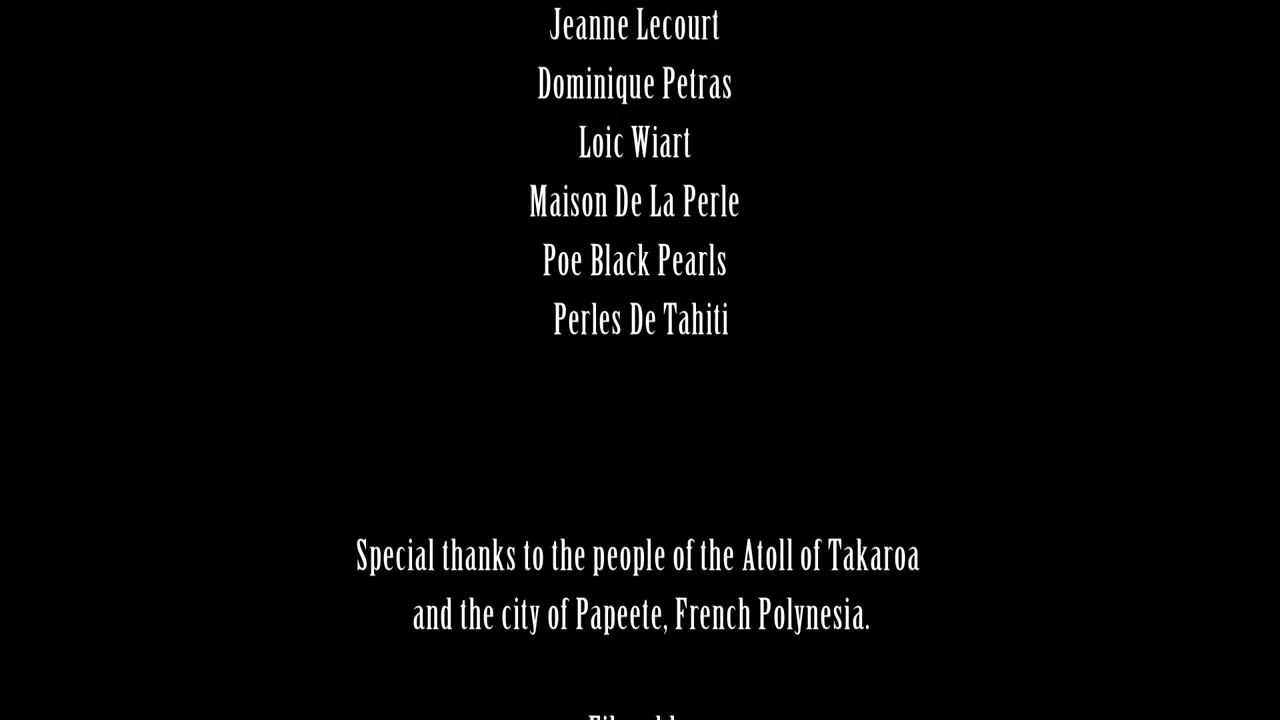 Jeanne Lecourt
Dominique Petras
Loic Wiart
Maison De La Perle
Poe Black Pearls
Perles De Tahiti
Special thanks to the people of the Atoll of Takaroa
and the city of Papeete, French Polynesia.